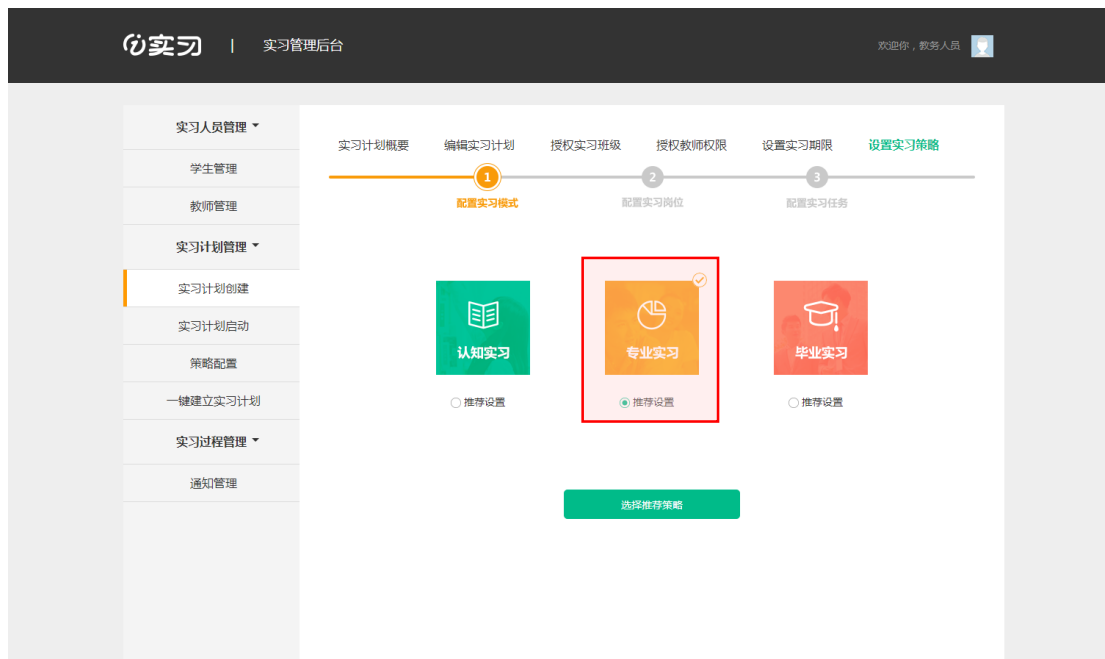 i实习 | 实习管理后台
欢迎你，教务人员
实习人员管理
学生管理
教师管理
实习计划管理
实习计划创建
实习计划启动
策略配置
一键建立实习计划
实习过程管理
通知管理
实习计划概要 编辑实习计划 授权实习班级 授权教师权限 设置实习期限 设置实习策略
1 2 3
配置实习模式 配置实习岗位 配置实习任务
认知实习 专业实习 毕业实习
推荐设置 推荐设置 推荐设置
选择推荐策略